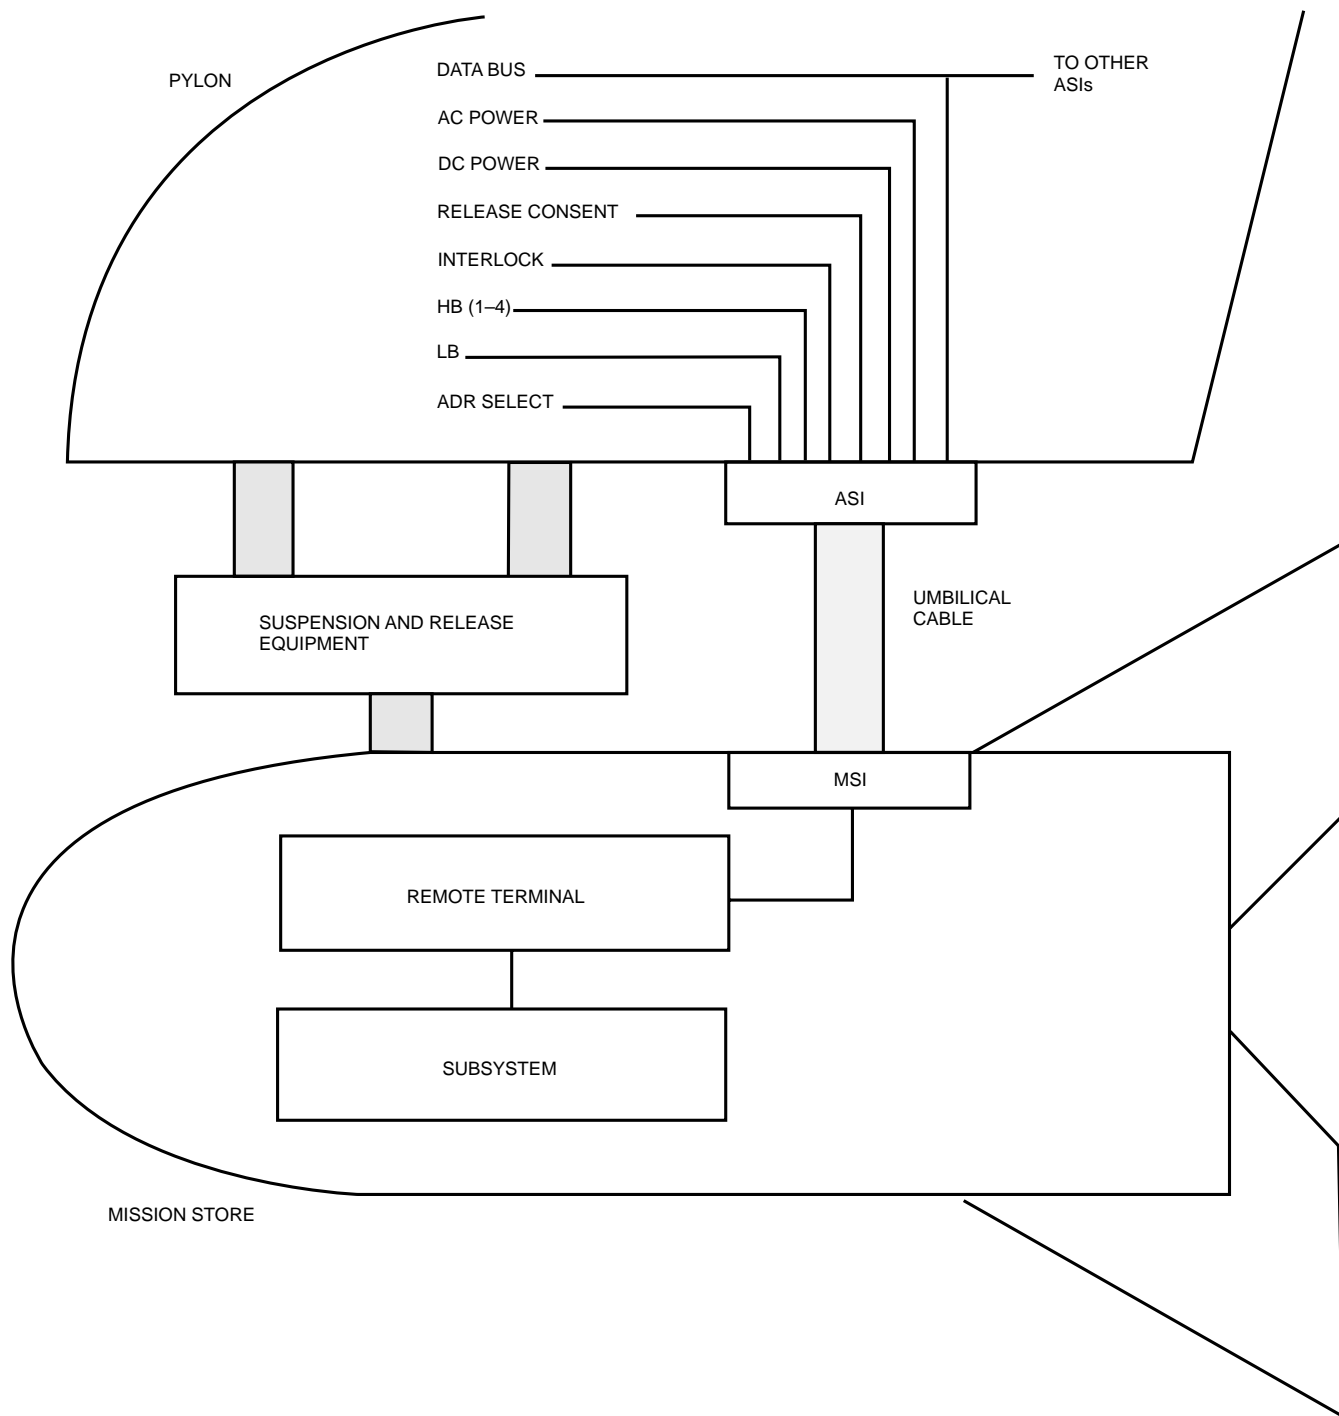 PYLON
DATA BUS
TO OTHER
ASIs
AC POWER
DC POWER
RELEASE CONSENT
INTERLOCK
HB (1–4)
LB
ADR SELECT
ASI
UMBILICAL
CABLE
SUSPENSION AND RELEASE
EQUIPMENT
MSI
REMOTE TERMINAL
SUBSYSTEM
MISSION STORE